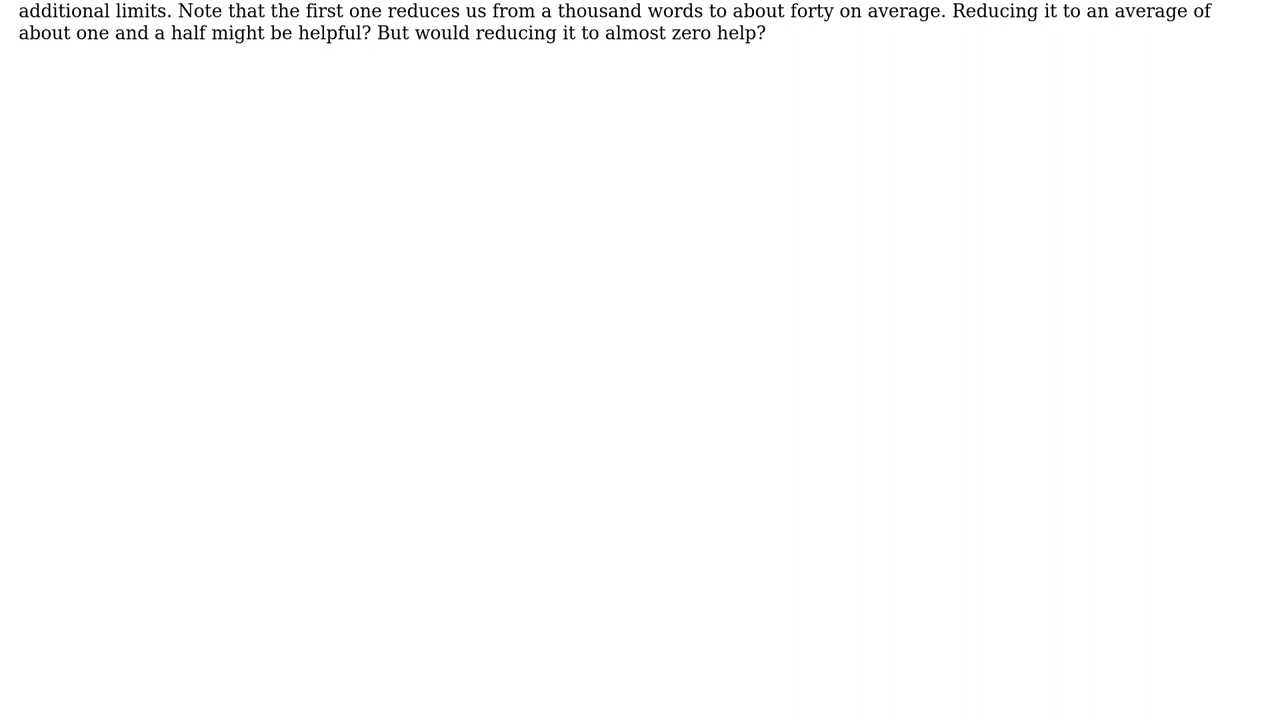 additional limits. Note that the first one reduces us from a thousand words to about forty on average. Reducing it to an average of
about one and a half might be helpful? But would reducing it to almost zero help?